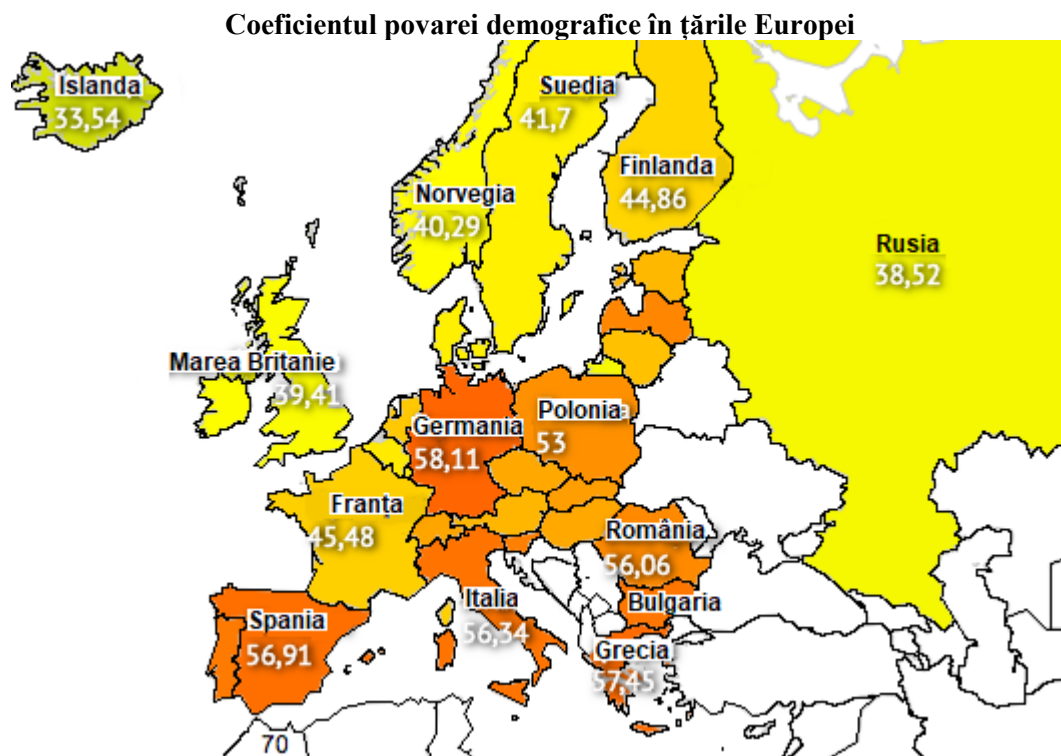 Coeficientul povarei demografice în țările Europei
Islanda
33,54
Suedia
41,7
Finlanda
44,86
Norvegia
40,29
Rusia
38,52
Marea Britanie
39,41
Germania
58,11
Polonia
53
Franța
45,48
România
56,06
Bulgaria
Italia
56,34
Spania
56,91
Grecia
57,45
70